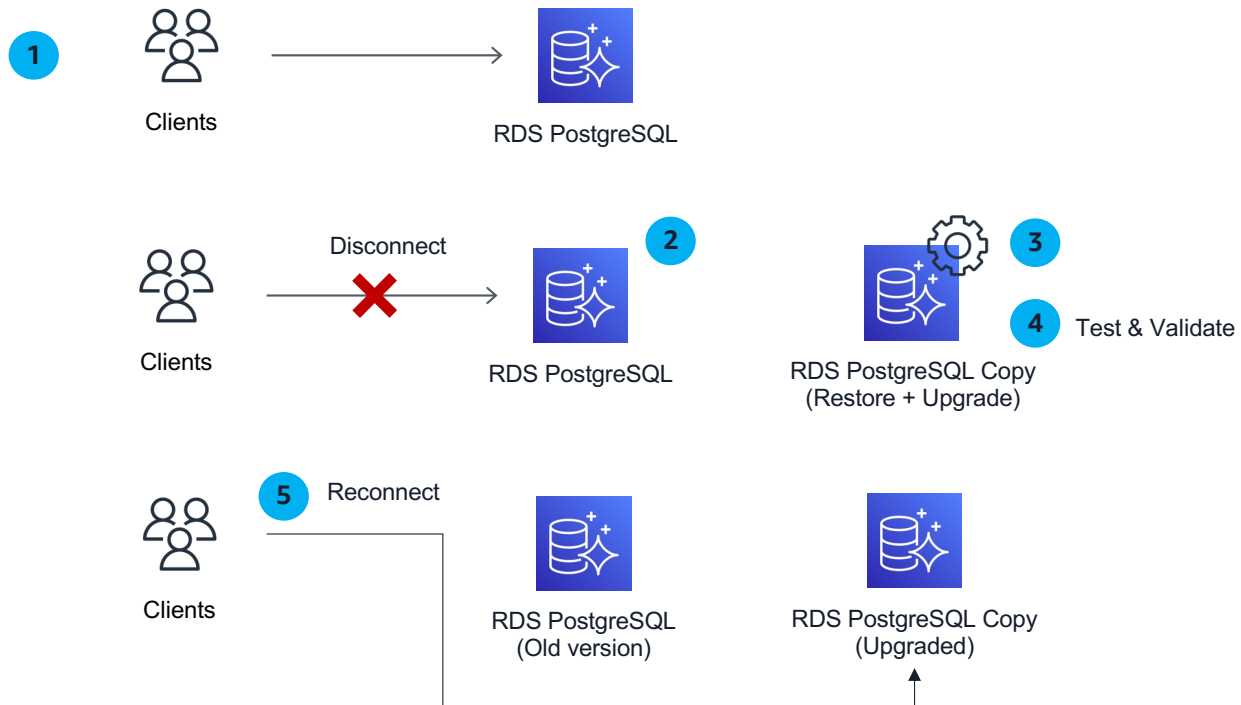 1
Clients
RDS PostgreSQL
Disconnect
2
3
4
Test & Validate
Clients
RDS PostgreSQL
RDS PostgreSQL Copy
(Restore + Upgrade)
5
Reconnect
Clients
RDS PostgreSQL
(Old version)
RDS PostgreSQL Copy
(Upgraded)